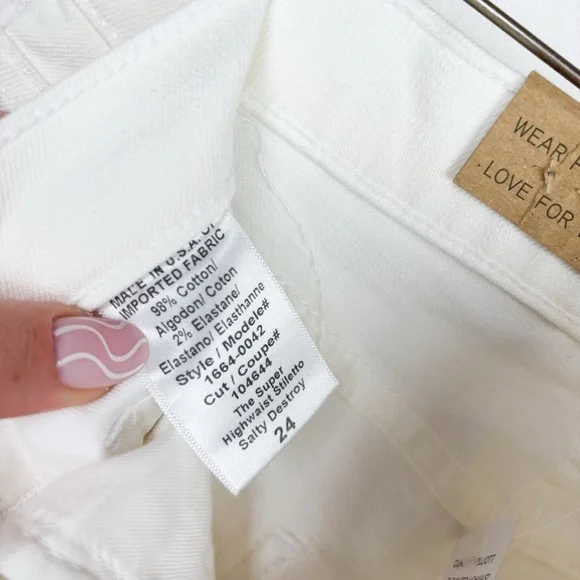 MADE IN U.S.A. OF
IMPORTED FABRIC
98% Cotton/
Algodon/ Coton
2% Elastane/
Elastano/ Elasthanne
Style / Modele#
1664-0042
Cut / Coupe#
104644
The Super
Highwaist Stiletto
Salty Destroy
24
WEAR
LOVE FOR